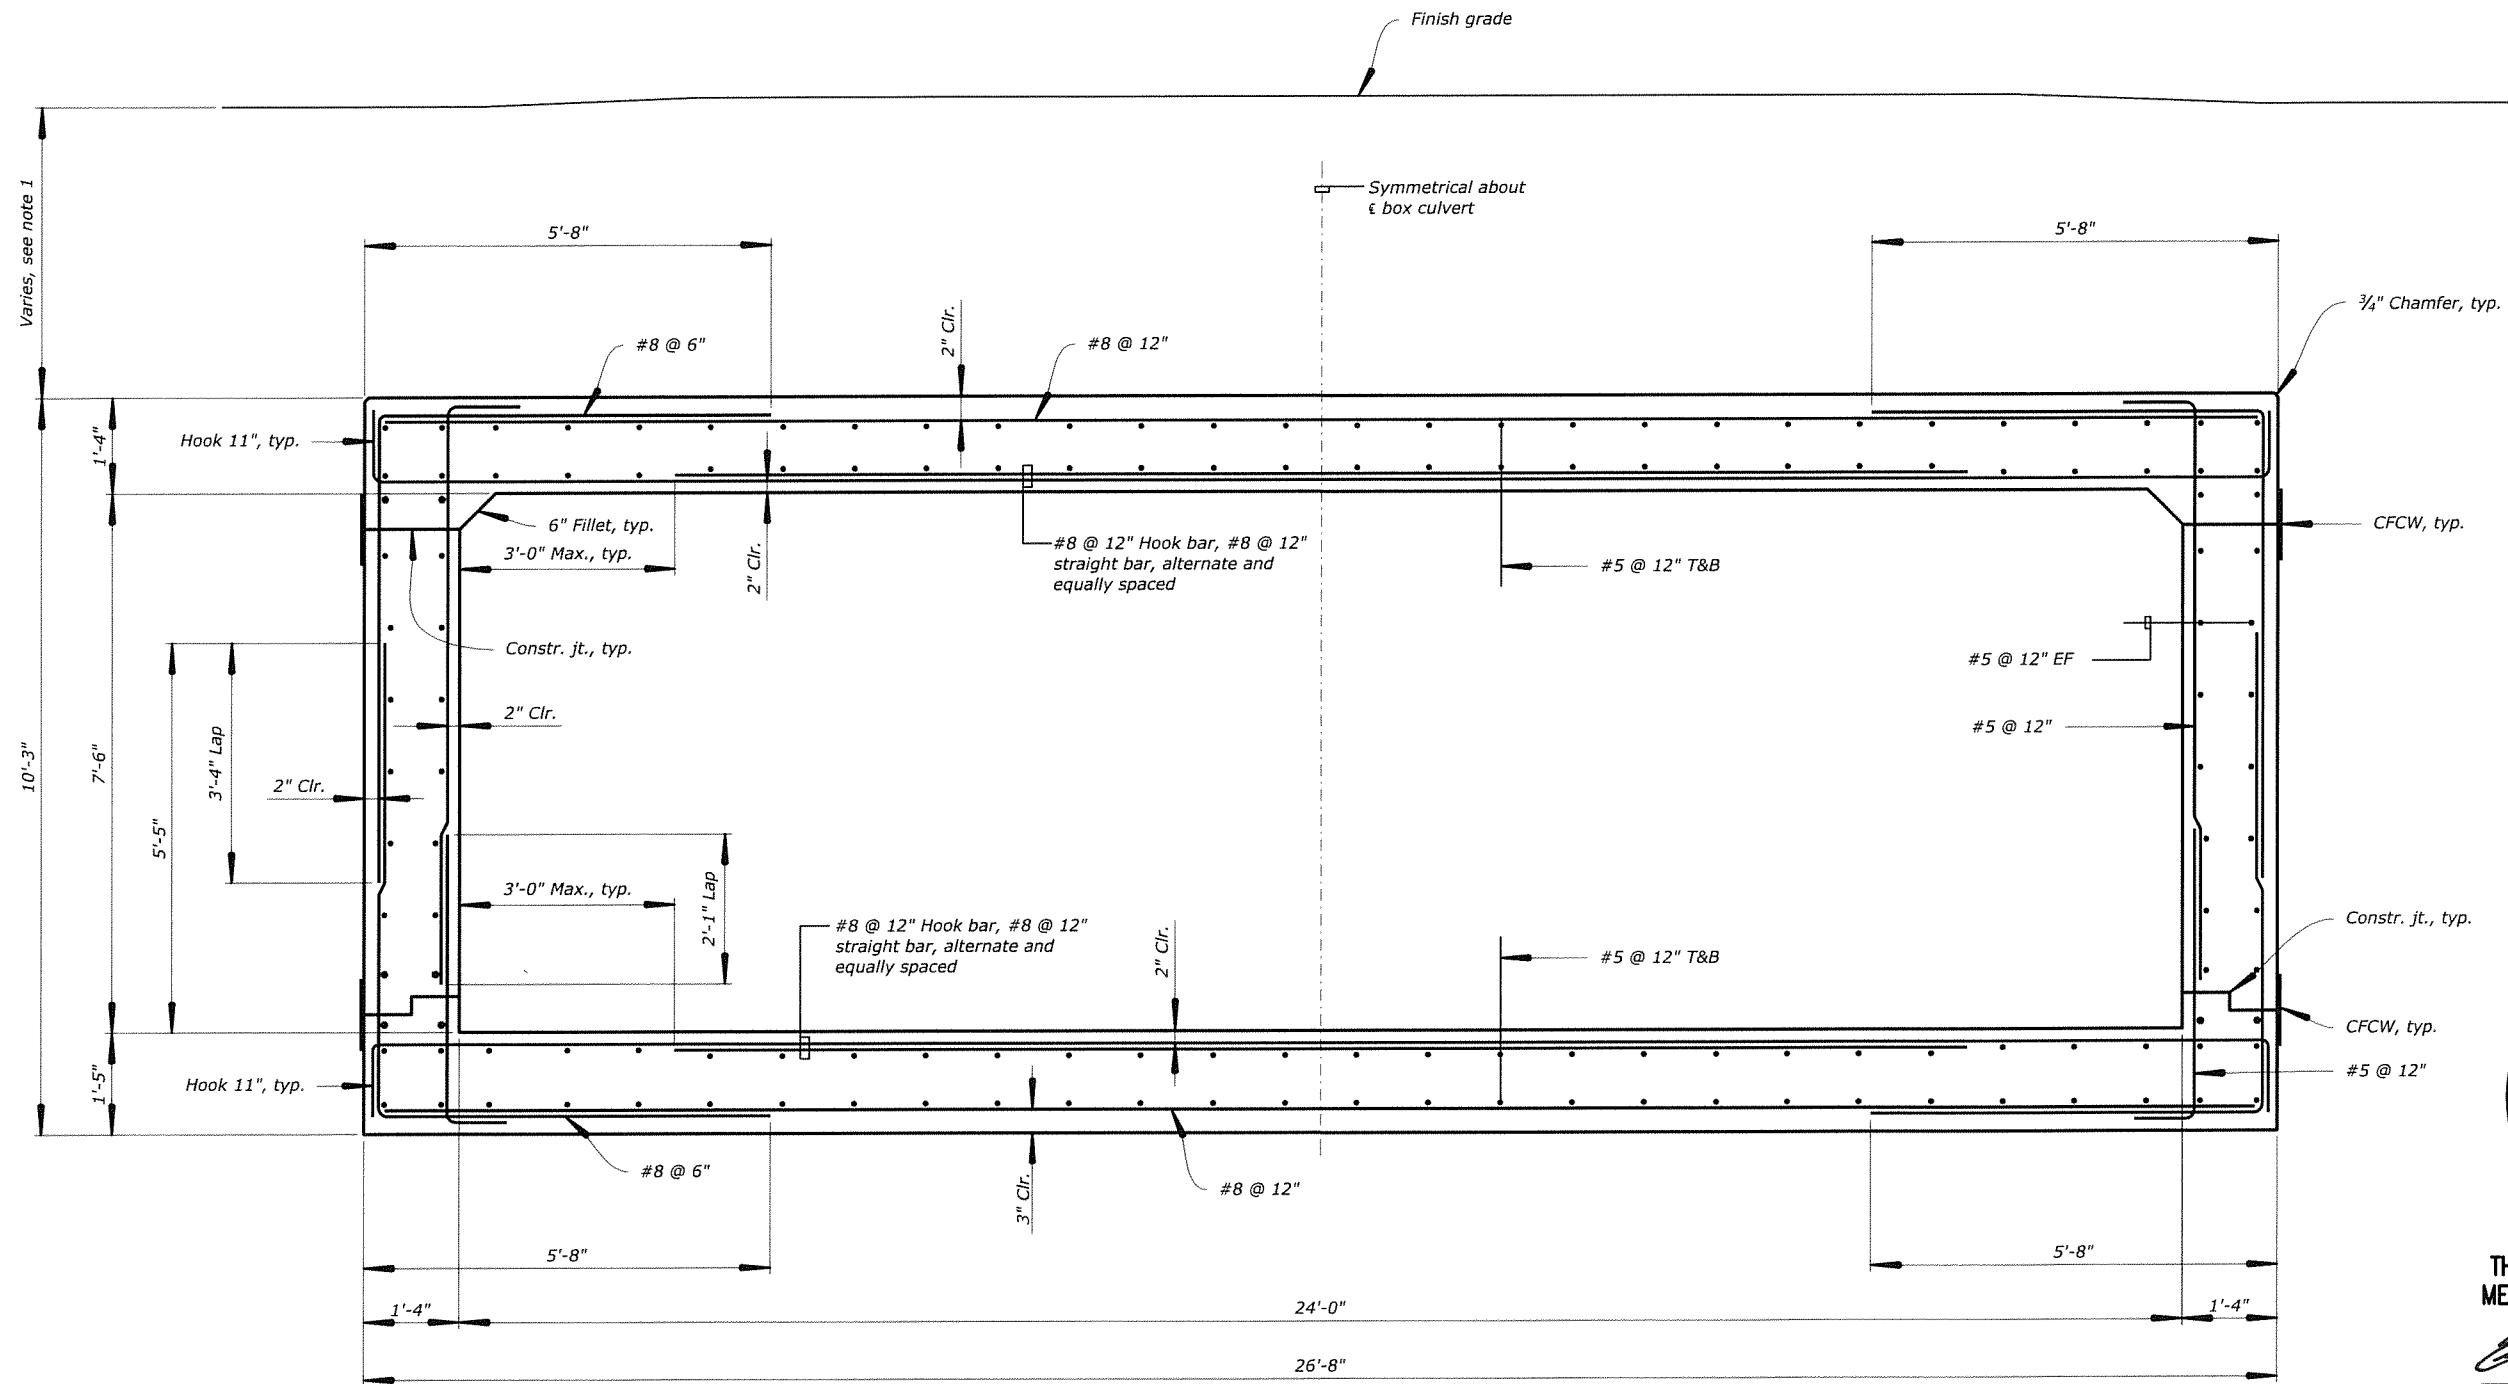 Finish grade
Varies, see note 1
Symmetrical about
℄ box culvert
5'-8"
5'-8"
3/4" Chamfer, typ.
#8 @ 6"
2" Clr.
#8 @ 12"
Hook 11", typ.
1'-4"
6" Fillet, typ.
3'-0" Max., typ.
2" Clr.
#8 @ 12" Hook bar, #8 @ 12"
straight bar, alternate and
equally spaced
#5 @ 12" T&B
CFCW, typ.
Constr. jt., typ.
#5 @ 12" EF
2" Clr.
#5 @ 12"
10'-3"
7'-6"
5'-5"
3'-4" Lap
2" Clr.
3'-0" Max., typ.
2'-1" Lap
#8 @ 12" Hook bar, #8 @ 12"
straight bar, alternate and
equally spaced
2" Clr.
#5 @ 12" T&B
Constr. jt., typ.
CFCW, typ.
1'-5"
Hook 11", typ.
#5 @ 12"
#8 @ 6"
3" Clr.
#8 @ 12"
5'-8"
5'-8"
1'-4"
24'-0"
1'-4"
26'-8"
TH
ME